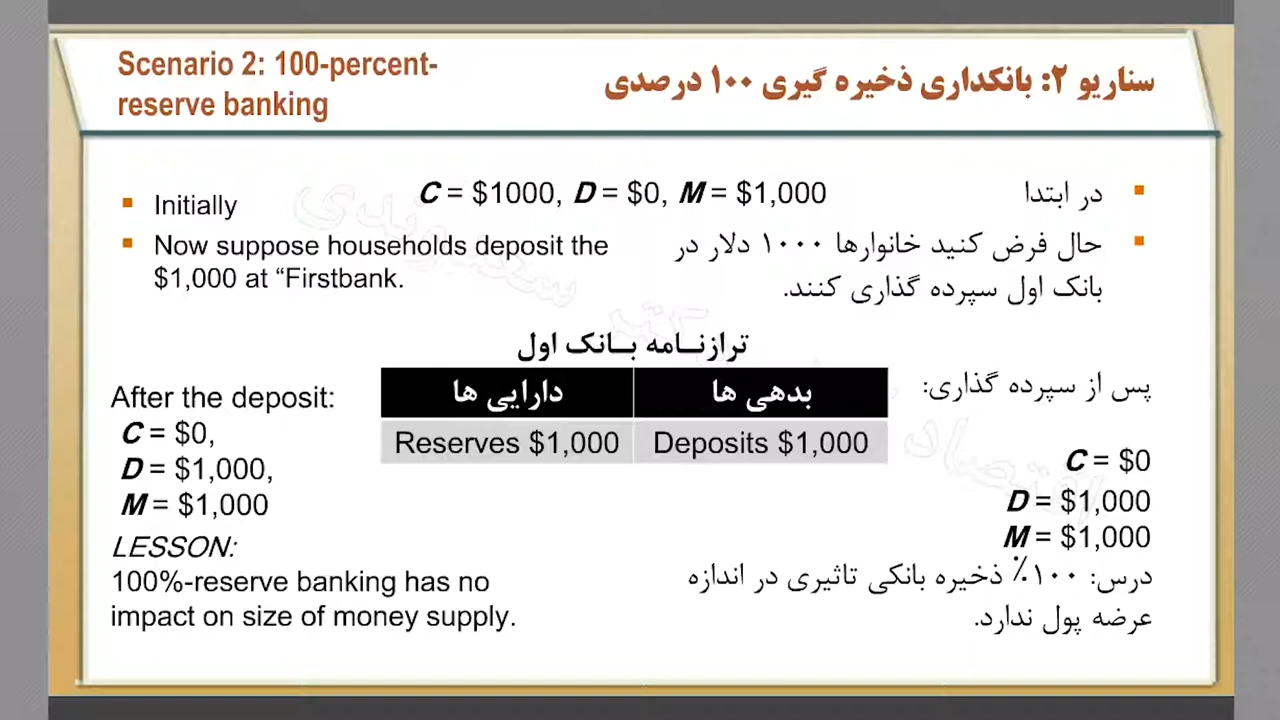 Scenario 2: 100-percent-
reserve banking
سناریو ۲: بانکداری ذخیره گیری ۱۰۰ درصدی
Initially
C = $1000, D = $0, M = $1,000
در ابتدا
Now suppose households deposit the
$1,000 at “Firstbank.
حال فرض کنید خانوارها ۱۰۰۰ دلار در
بانک اول سپرده گذاری کنند.
ترازنـامه بـانک اول
دارایی ها
بدهی ها
Reserves $1,000
Deposits $1,000
After the deposit:
C = $0,
D = $1,000,
M = $1,000
LESSON:
100%-reserve banking has no
impact on size of money supply.
پس از سپرده گذاری:
C = $0
D = $1,000
M = $1,000
درس: ۱۰۰٪ ذخیره بانکی تاثیری در اندازه
عرضه پول ندارد.